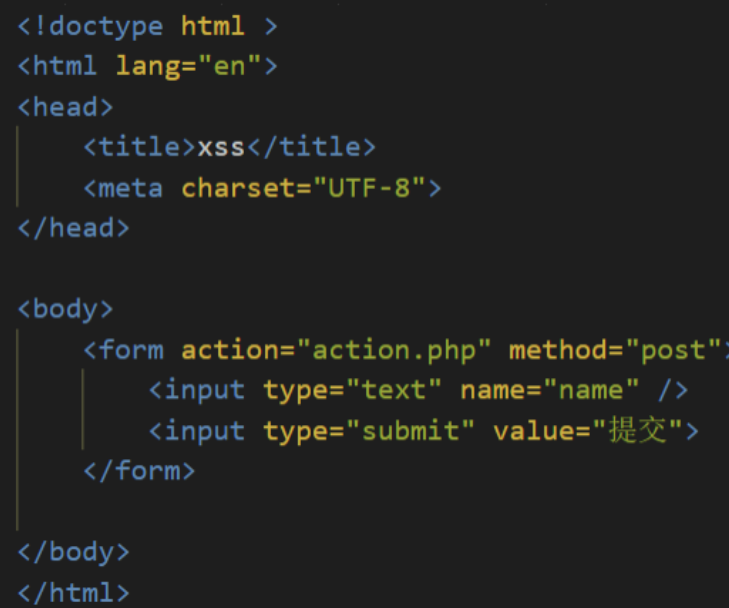 <!doctype html >
<html lang="en">
<head>
    <title>xss</title>
    <meta charset="UTF-8">
</head>

<body>
    <form action="action.php" method="post">
        <input type="text" name="name" />
        <input type="submit" value="提交">
    </form>

</body>
</html>